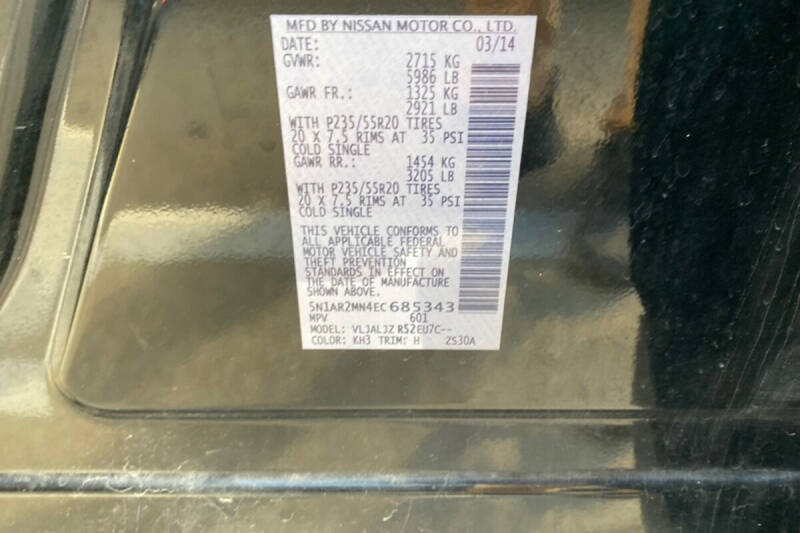 MFD BY NISSAN MOTOR CO., LTD.
DATE: 03/14
GVWR: 2715 KG
5986 LB
GAWR FR.: 1325 KG
2921 LB
WITH P235/55R20 TIRES
20 X 7.5 RIMS AT 35 PSI
COLD SINGLE
GAWR RR.: 1454 KG
3205 LB
WITH P235/55R20 TIRES
20 X 7.5 RIMS AT 35 PSI
COLD SINGLE
THIS VEHICLE CONFORMS TO
ALL APPLICABLE FEDERAL
MOTOR VEHICLE SAFETY AND
THEFT PREVENTION
STANDARDS IN EFFECT ON
THE DATE OF MANUFACTURE
SHOWN ABOVE.
5N1AR2MN4EC685343
MPV 601
MODEL: VLJALJZ R52EU7C--
COLOR: KH3 TRIM: H ZS30A